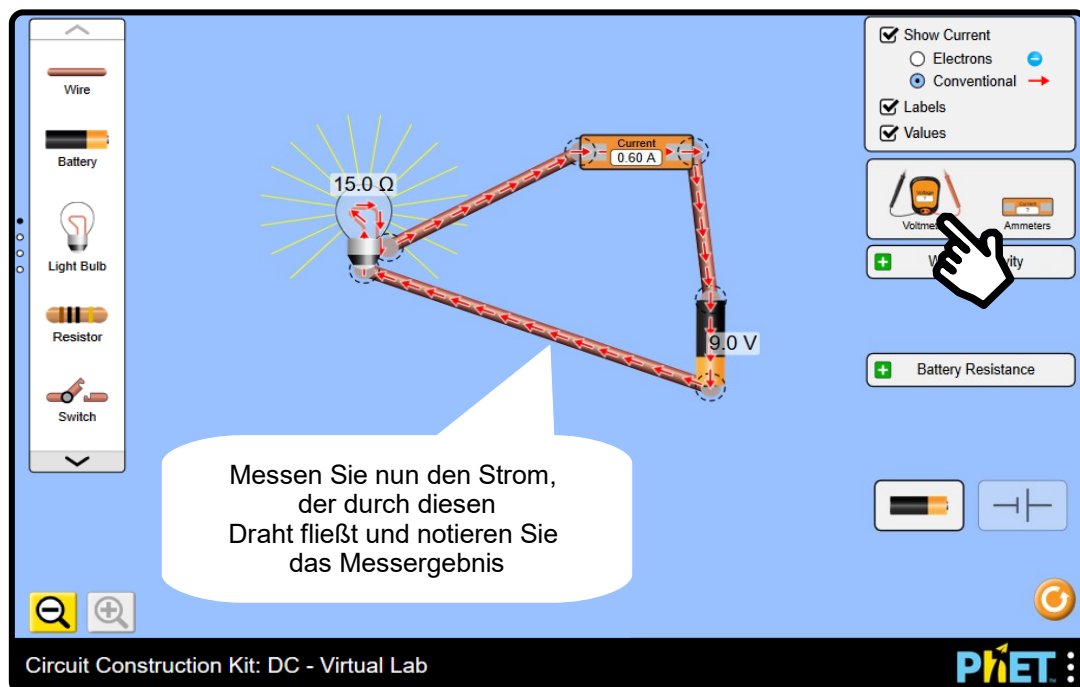 Wire
Battery
Light Bulb
Resistor
Switch
15.0 Ω
Current
0.60 A
9.0 V
Show Current
Electrons
Conventional
Labels
Values
Voltage
?
Current
?
Ammeters
Battery Resistance
Messen Sie nun den Strom,
der durch diesen
Draht fließt und notieren Sie
das Messergebnis
Circuit Construction Kit: DC - Virtual Lab
PhET